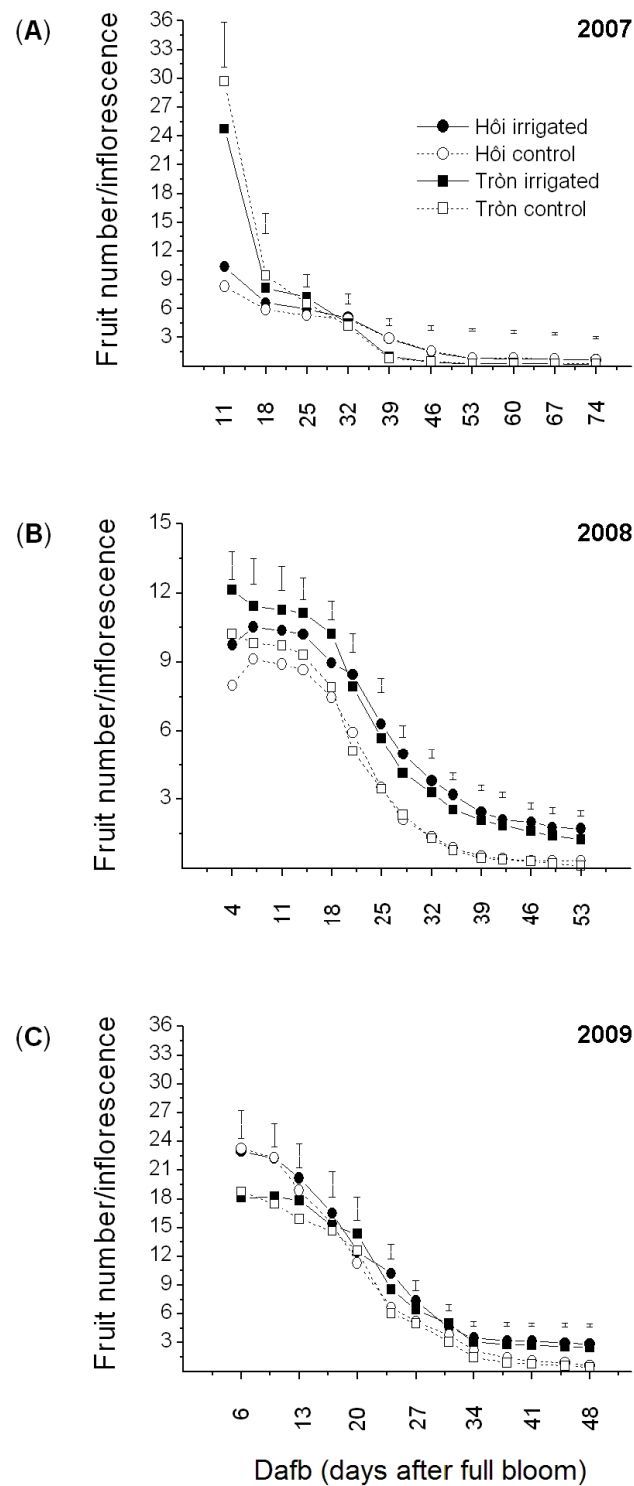 (A)
2007
Fruit number/inflorescence
36
33
30
27
24
21
18
15
12
9
6
3
Hôi irrigated
Hôi control
Tròn irrigated
Tròn control
11 18 25 32 39 46 53 60 67 74
(B)
2008
Fruit number/inflorescence
15
12
9
6
3
4 11 18 25 32 39 46 53
(C)
2009
Fruit number/inflorescence
36
33
30
27
24
21
18
15
12
9
6
3
6 13 20 27 34 41 48
Dafb (days after full bloom)